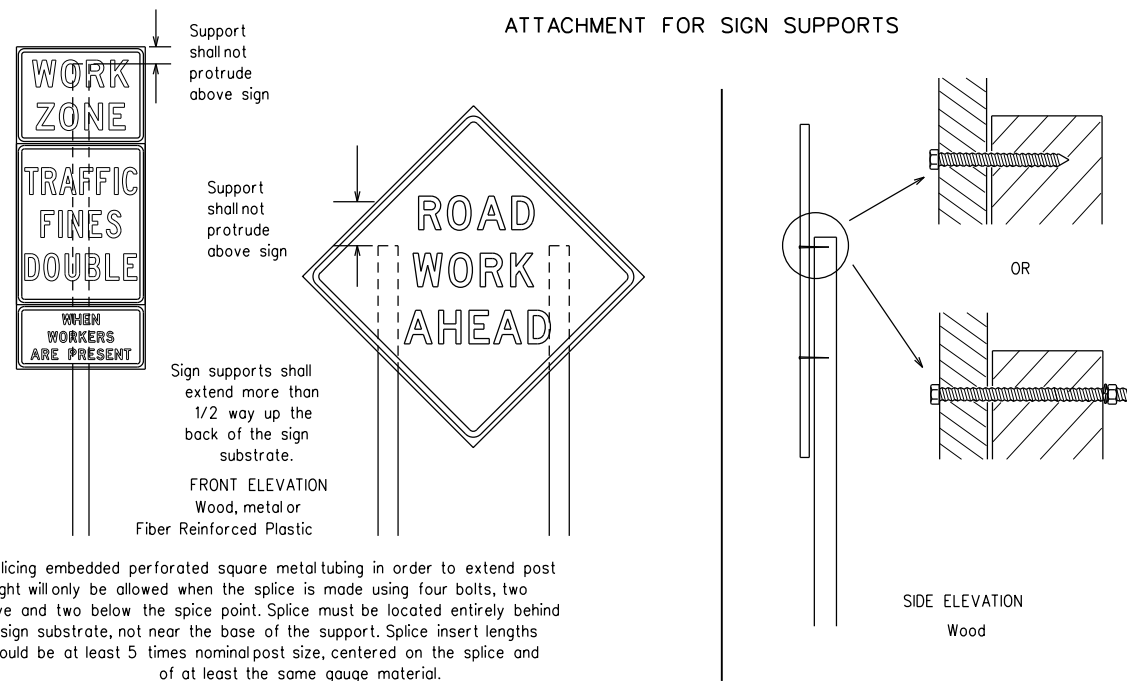 ATTACHMENT FOR SIGN SUPPORTS
Support
shall not
protrude
above sign
WORK
ZONE
TRAFFIC
FINES
DOUBLE
WHEN
WORKERS
ARE PRESENT
Support
shall not
protrude
above sign
ROAD
WORK
AHEAD
Sign supports shall
extend more than
1/2 way up the
back of the sign
substrate.
FRONT ELEVATION
Wood, metal or
Fiber Reinforced Plastic
licing embedded perforated square metal tubing in order to extend post
ght will only be allowed when the splice is made using four bolts, two
ve and two below the spice point. Splice must be located entirely behind
sign substrate, not near the base of the support. Splice insert lengths
ould be at least 5 times nominal post size, centered on the splice and
of at least the same gauge material.
OR
SIDE ELEVATION
Wood